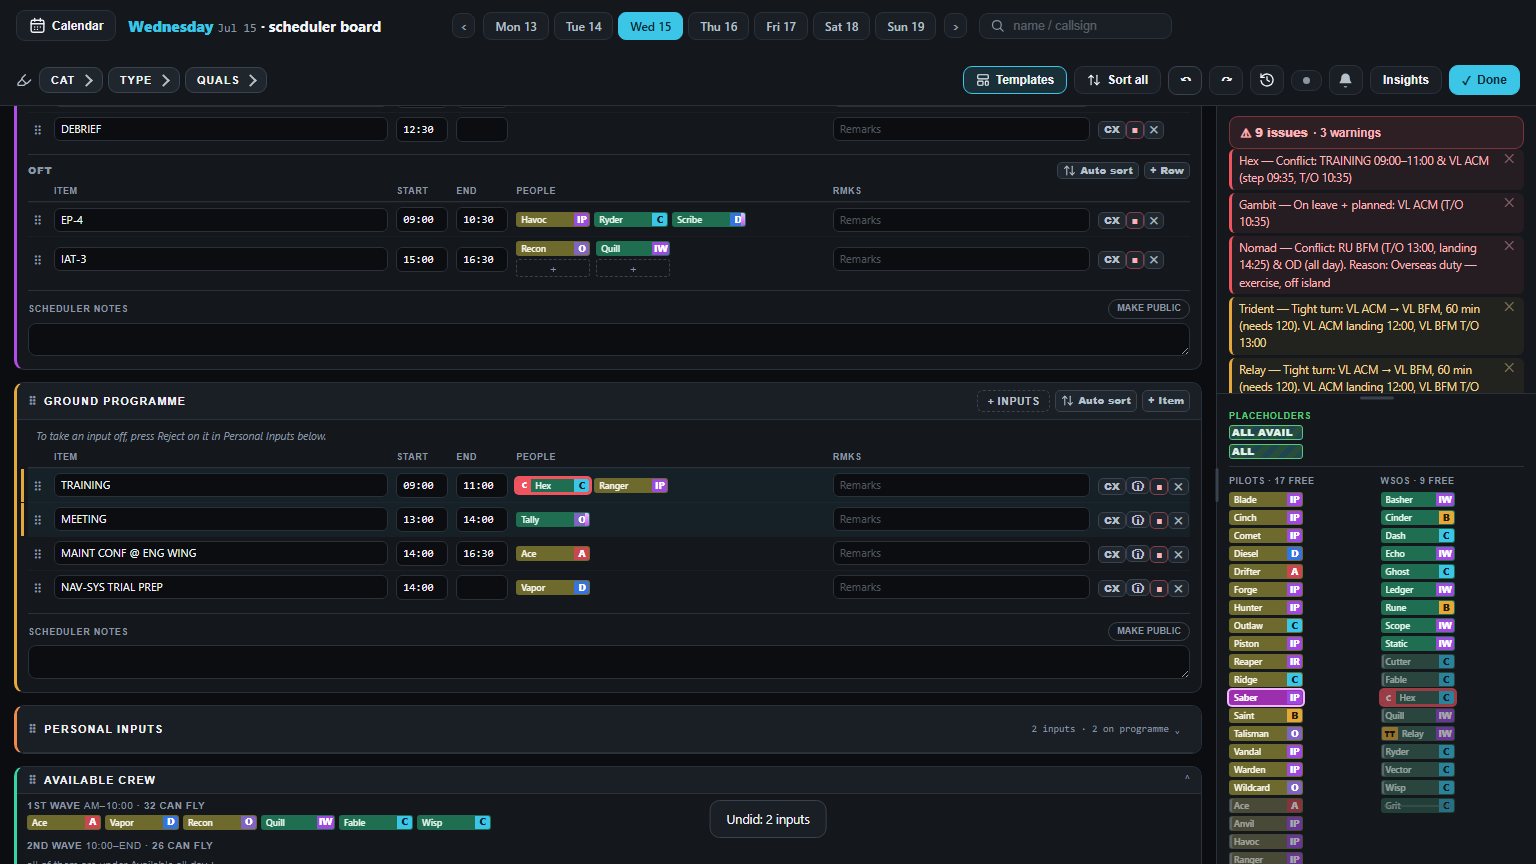 Calendar
Wednesday Jul 15 · scheduler board
‹ Mon 13 Tue 14 Wed 15 Thu 16 Fri 17 Sat 18 Sun 19 ›
name / callsign
CAT TYPE QUALS
Templates Sort all Insights ✓ Done
DEBRIEF 12:30 Remarks CX
OFT Auto sort + Row
ITEM START END PEOPLE RMKS
EP-4 09:00 10:30 Havoc IP Ryder C Scribe D Remarks CX
IAT-3 15:00 16:30 Recon O Quill IW Remarks CX
+ +
SCHEDULER NOTES MAKE PUBLIC
GROUND PROGRAMME + INPUTS Auto sort + Item
To take an input off, press Reject on it in Personal Inputs below.
ITEM START END PEOPLE RMKS
TRAINING 09:00 11:00 C Hex C Ranger IP Remarks CX
MEETING 13:00 14:00 Tally O Remarks CX
MAINT CONF @ ENG WING 14:00 16:30 Ace A Remarks CX
NAV-SYS TRIAL PREP 14:00 Vapor D Remarks CX
SCHEDULER NOTES MAKE PUBLIC
PERSONAL INPUTS 2 inputs · 2 on programme
AVAILABLE CREW
1ST WAVE AM–10:00 · 32 CAN FLY
Ace A Vapor D Recon O Quill IW Fable C Wisp C
2ND WAVE 10:00–END · 26 CAN FLY
Undid: 2 inputs
⚠ 9 issues · 3 warnings
Hex — Conflict: TRAINING 09:00–11:00 & VL ACM
(step 09:35, T/O 10:35)
Gambit — On leave + planned: VL ACM (T/O
10:35)
Nomad — Conflict: RU BFM (T/O 13:00, landing
14:25) & OD (all day). Reason: Overseas duty —
exercise, off island
Trident — Tight turn: VL ACM → VL BFM, 60 min
(needs 120). VL ACM landing 12:00, VL BFM T/O
13:00
Relay — Tight turn: VL ACM → VL BFM, 60 min
(needs 120). VL ACM landing 12:00, VL BFM T/O
PLACEHOLDERS
ALL AVAIL
ALL
PILOTS · 17 FREE WSOS · 9 FREE
Blade IP Basher IW
Cinch IP Cinder B
Comet IP Dash C
Diesel D Echo IW
Drifter A Ghost C
Forge IP Ledger IW
Hunter IP Rune B
Outlaw C Scope IW
Piston IP Static IW
Reaper IR Cutter C
Ridge C Fable C
Saber IP C Hex C
Saint B Quill IW
Talisman O TT Relay IW
Vandal IP Ryder C
Warden IP Vector C
Wildcard O Wisp C
Ace A Grit C
Anvil IP
Havoc IP
Ranger IP